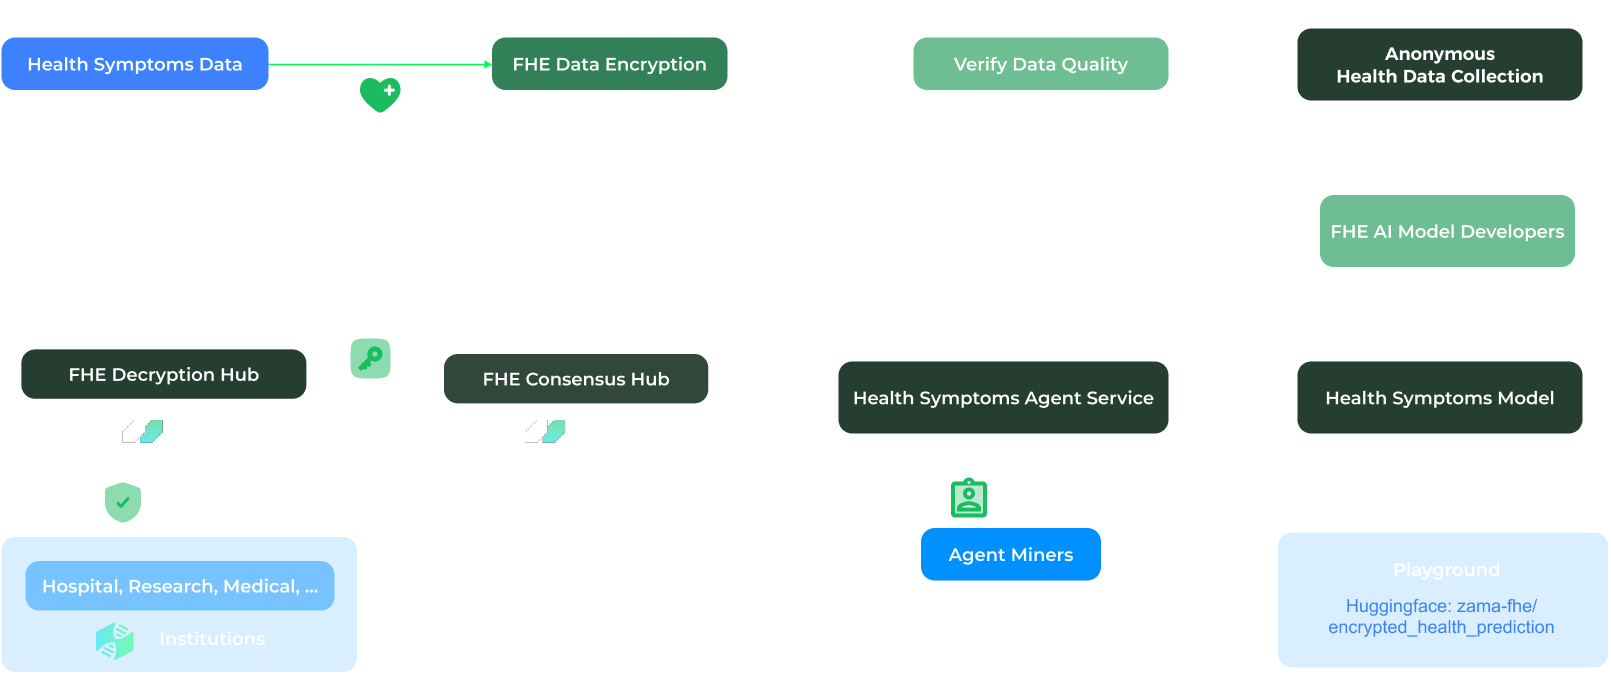 Health Symptoms Data
FHE Data Encryption
Verify Data Quality
Anonymous
Health Data Collection
FHE AI Model Developers
FHE Decryption Hub
FHE Consensus Hub
Health Symptoms Agent Service
Health Symptoms Model
Agent Miners
Hospital, Research, Medical, ...
Institutions
Playground
Huggingface: zama-fhe/
encrypted_health_prediction